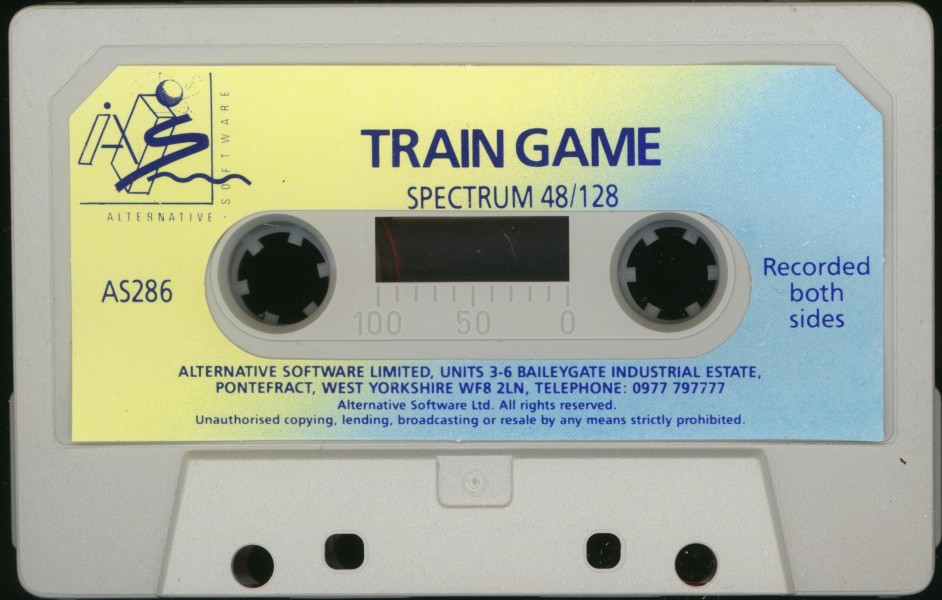 TRAIN GAME
SPECTRUM 48/128
SOFTWARE
ALTERNATIVE
AS286
Recorded
both
sides
100 50 0
ALTERNATIVE SOFTWARE LIMITED, UNITS 3-6 BAILEYGATE INDUSTRIAL ESTATE,
PONTEFRACT, WEST YORKSHIRE WF8 2LN, TELEPHONE: 0977 797777
Alternative Software Ltd. All rights reserved.
Unauthorised copying, lending, broadcasting or resale by any means strictly prohibited.